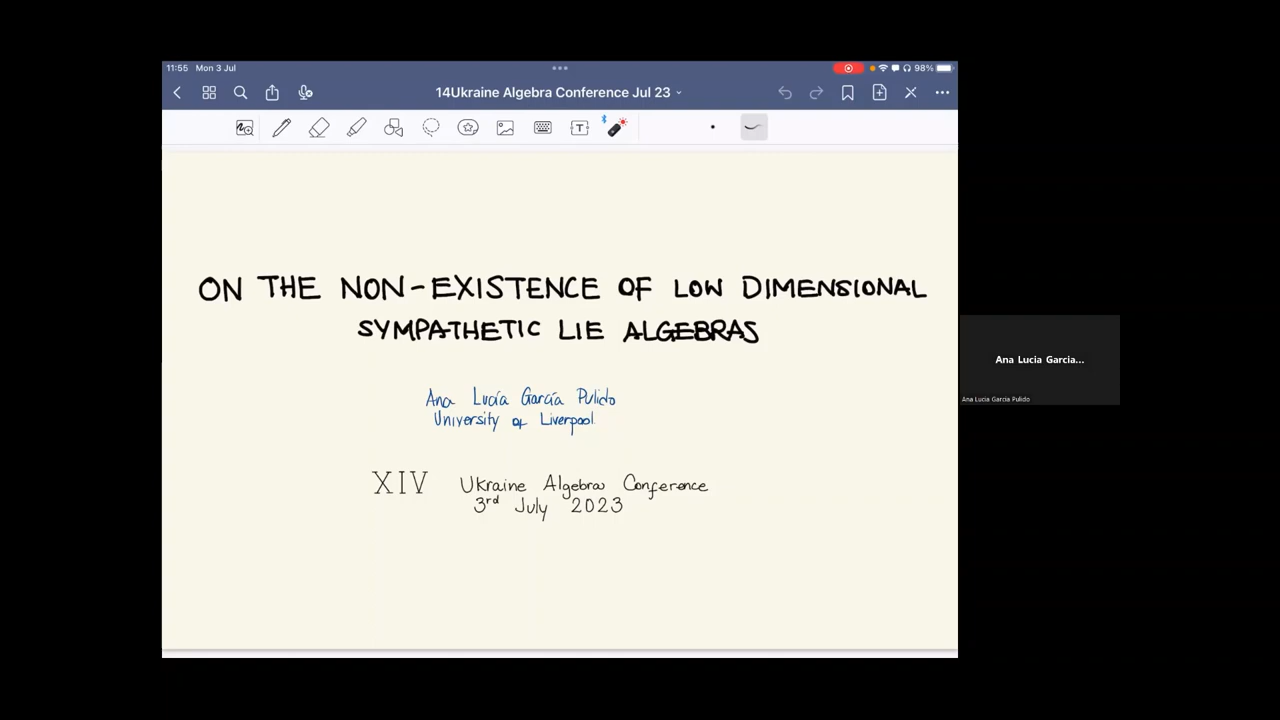 11:55 Mon 3 Jul
98%
14Ukraine Algebra Conference Jul 23
ON THE NON-EXISTENCE OF LOW DIMENSIONAL
SYMPATHETIC LIE ALGEBRAS
Ana Lucía García Pulido
University of Liverpool
XIV Ukraine Algebra Conference
3rd July 2023
Ana Lucia Garcia...
Ana Lucia Garcia Pulido